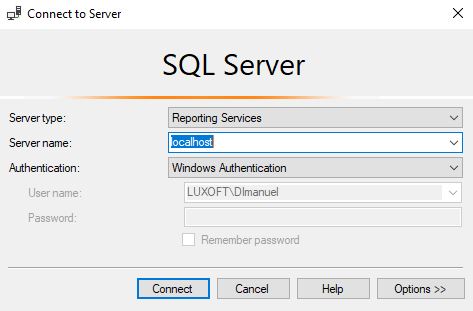 Connect to Server
SQL Server
Server type: Reporting Services
Server name: localhost
Authentication: Windows Authentication
User name: LUXOFT\DImanuel
Password:
Remember password
Connect Cancel Help Options >>